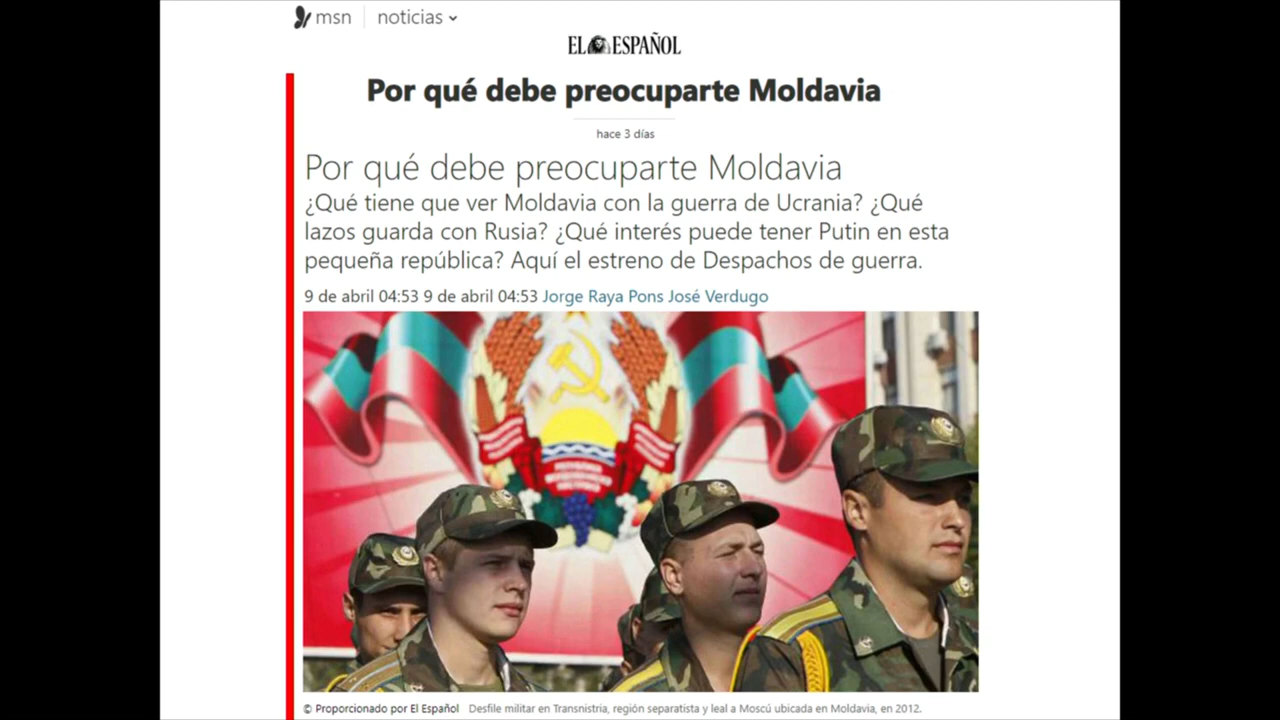 msn noticias
EL ESPAÑOL
Por qué debe preocuparte Moldavia
hace 3 días
Por qué debe preocuparte Moldavia
¿Qué tiene que ver Moldavia con la guerra de Ucrania? ¿Qué
lazos guarda con Rusia? ¿Qué interés puede tener Putin en esta
pequeña república? Aquí el estreno de Despachos de guerra.
9 de abril 04:53 9 de abril 04:53 Jorge Raya Pons José Verdugo
© Proporcionado por El Español Desfile militar en Transnistria, región separatista y leal a Moscú ubicada en Moldavia, en 2012.